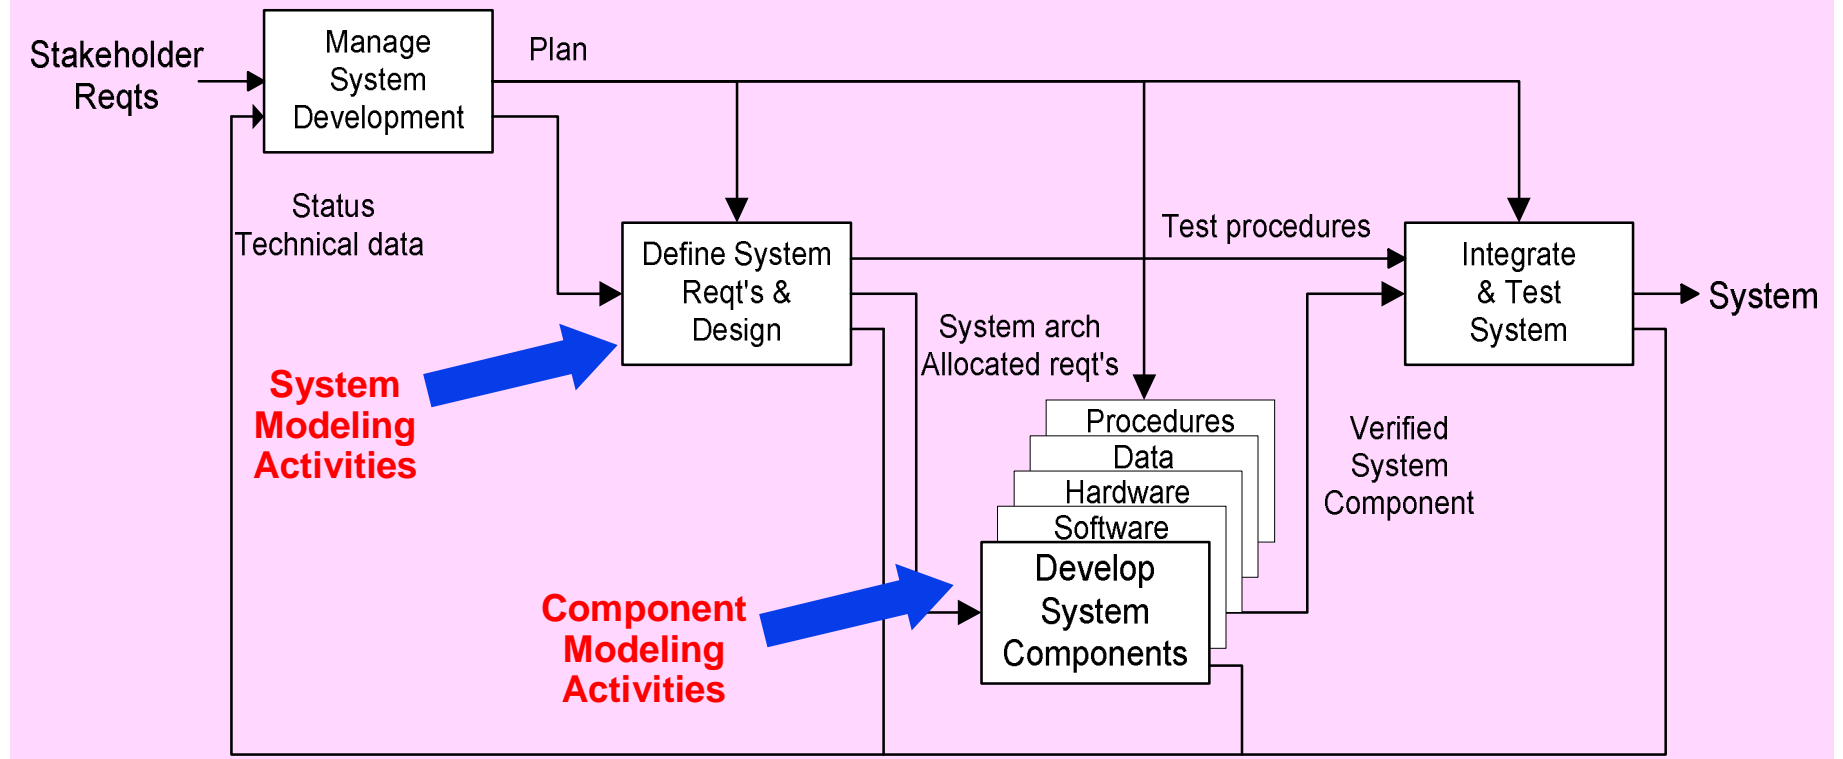 Stakeholder
Reqts
Manage
System
Development
Plan
Status
Technical data
Define System
Reqt's &
Design
Test procedures
Integrate
& Test
System
System
System arch
Allocated reqt's
System
Modeling
Activities
Procedures
Data
Hardware
Software
Develop
System
Components
Verified
System
Component
Component
Modeling
Activities